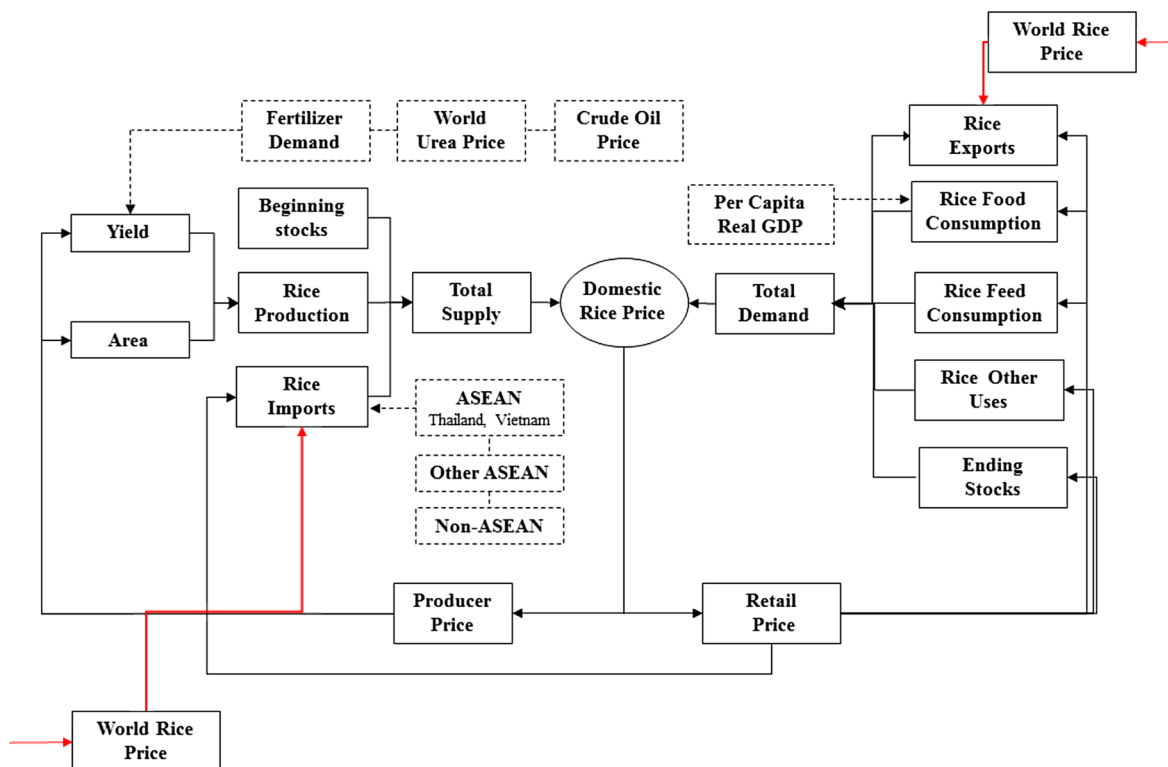 World Rice
Price
Fertilizer
Demand
World
Urea Price
Crude Oil
Price
Rice
Exports
Beginning
stocks
Per Capita
Real GDP
Rice Food
Consumption
Yield
Rice
Production
Total
Supply
Domestic
Rice Price
Total
Demand
Rice Feed
Consumption
Area
Rice
Imports
ASEAN
Thailand, Vietnam
Rice Other
Uses
Other ASEAN
Ending
Stocks
Non-ASEAN
Producer
Price
Retail
Price
World Rice
Price